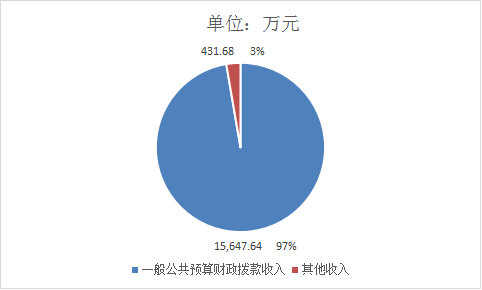 单位：万元
431.68 3%
15,647.64 97%
一般公共预算财政拨款收入 其他收入